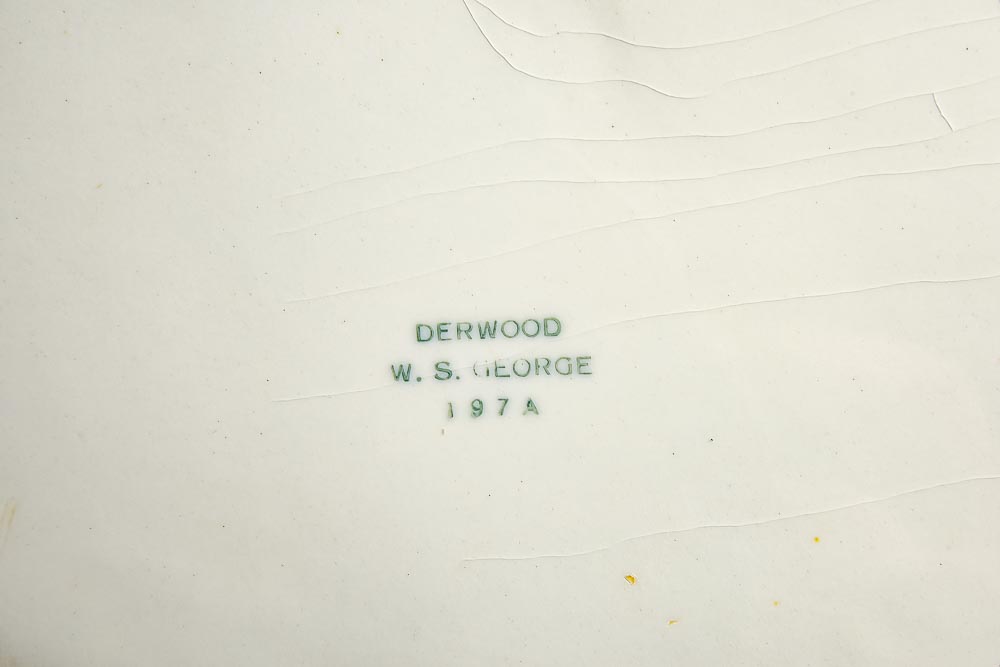 DERWOOD
W. S. GEORGE
197A